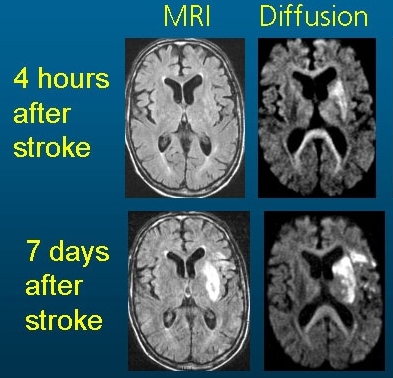 MRI Diffusion
4 hours
after
stroke
7 days
after
stroke